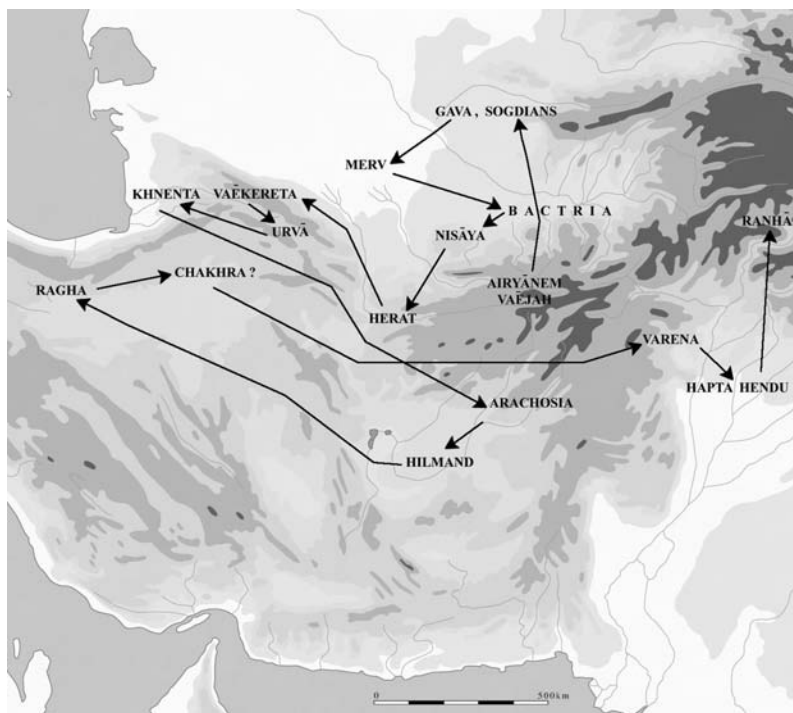 GAVA , SOGDIANS
MERV
KHNENTA
VAĒKERETA
BACTRIA
RANHĀ
URVĀ
NISĀYA
CHAKHRA ?
RAGHA
AIRYĀNEM
VAĒJAH
HERAT
VARENA
HAPTA HENDU
ARACHOSIA
HILMAND
0 500km